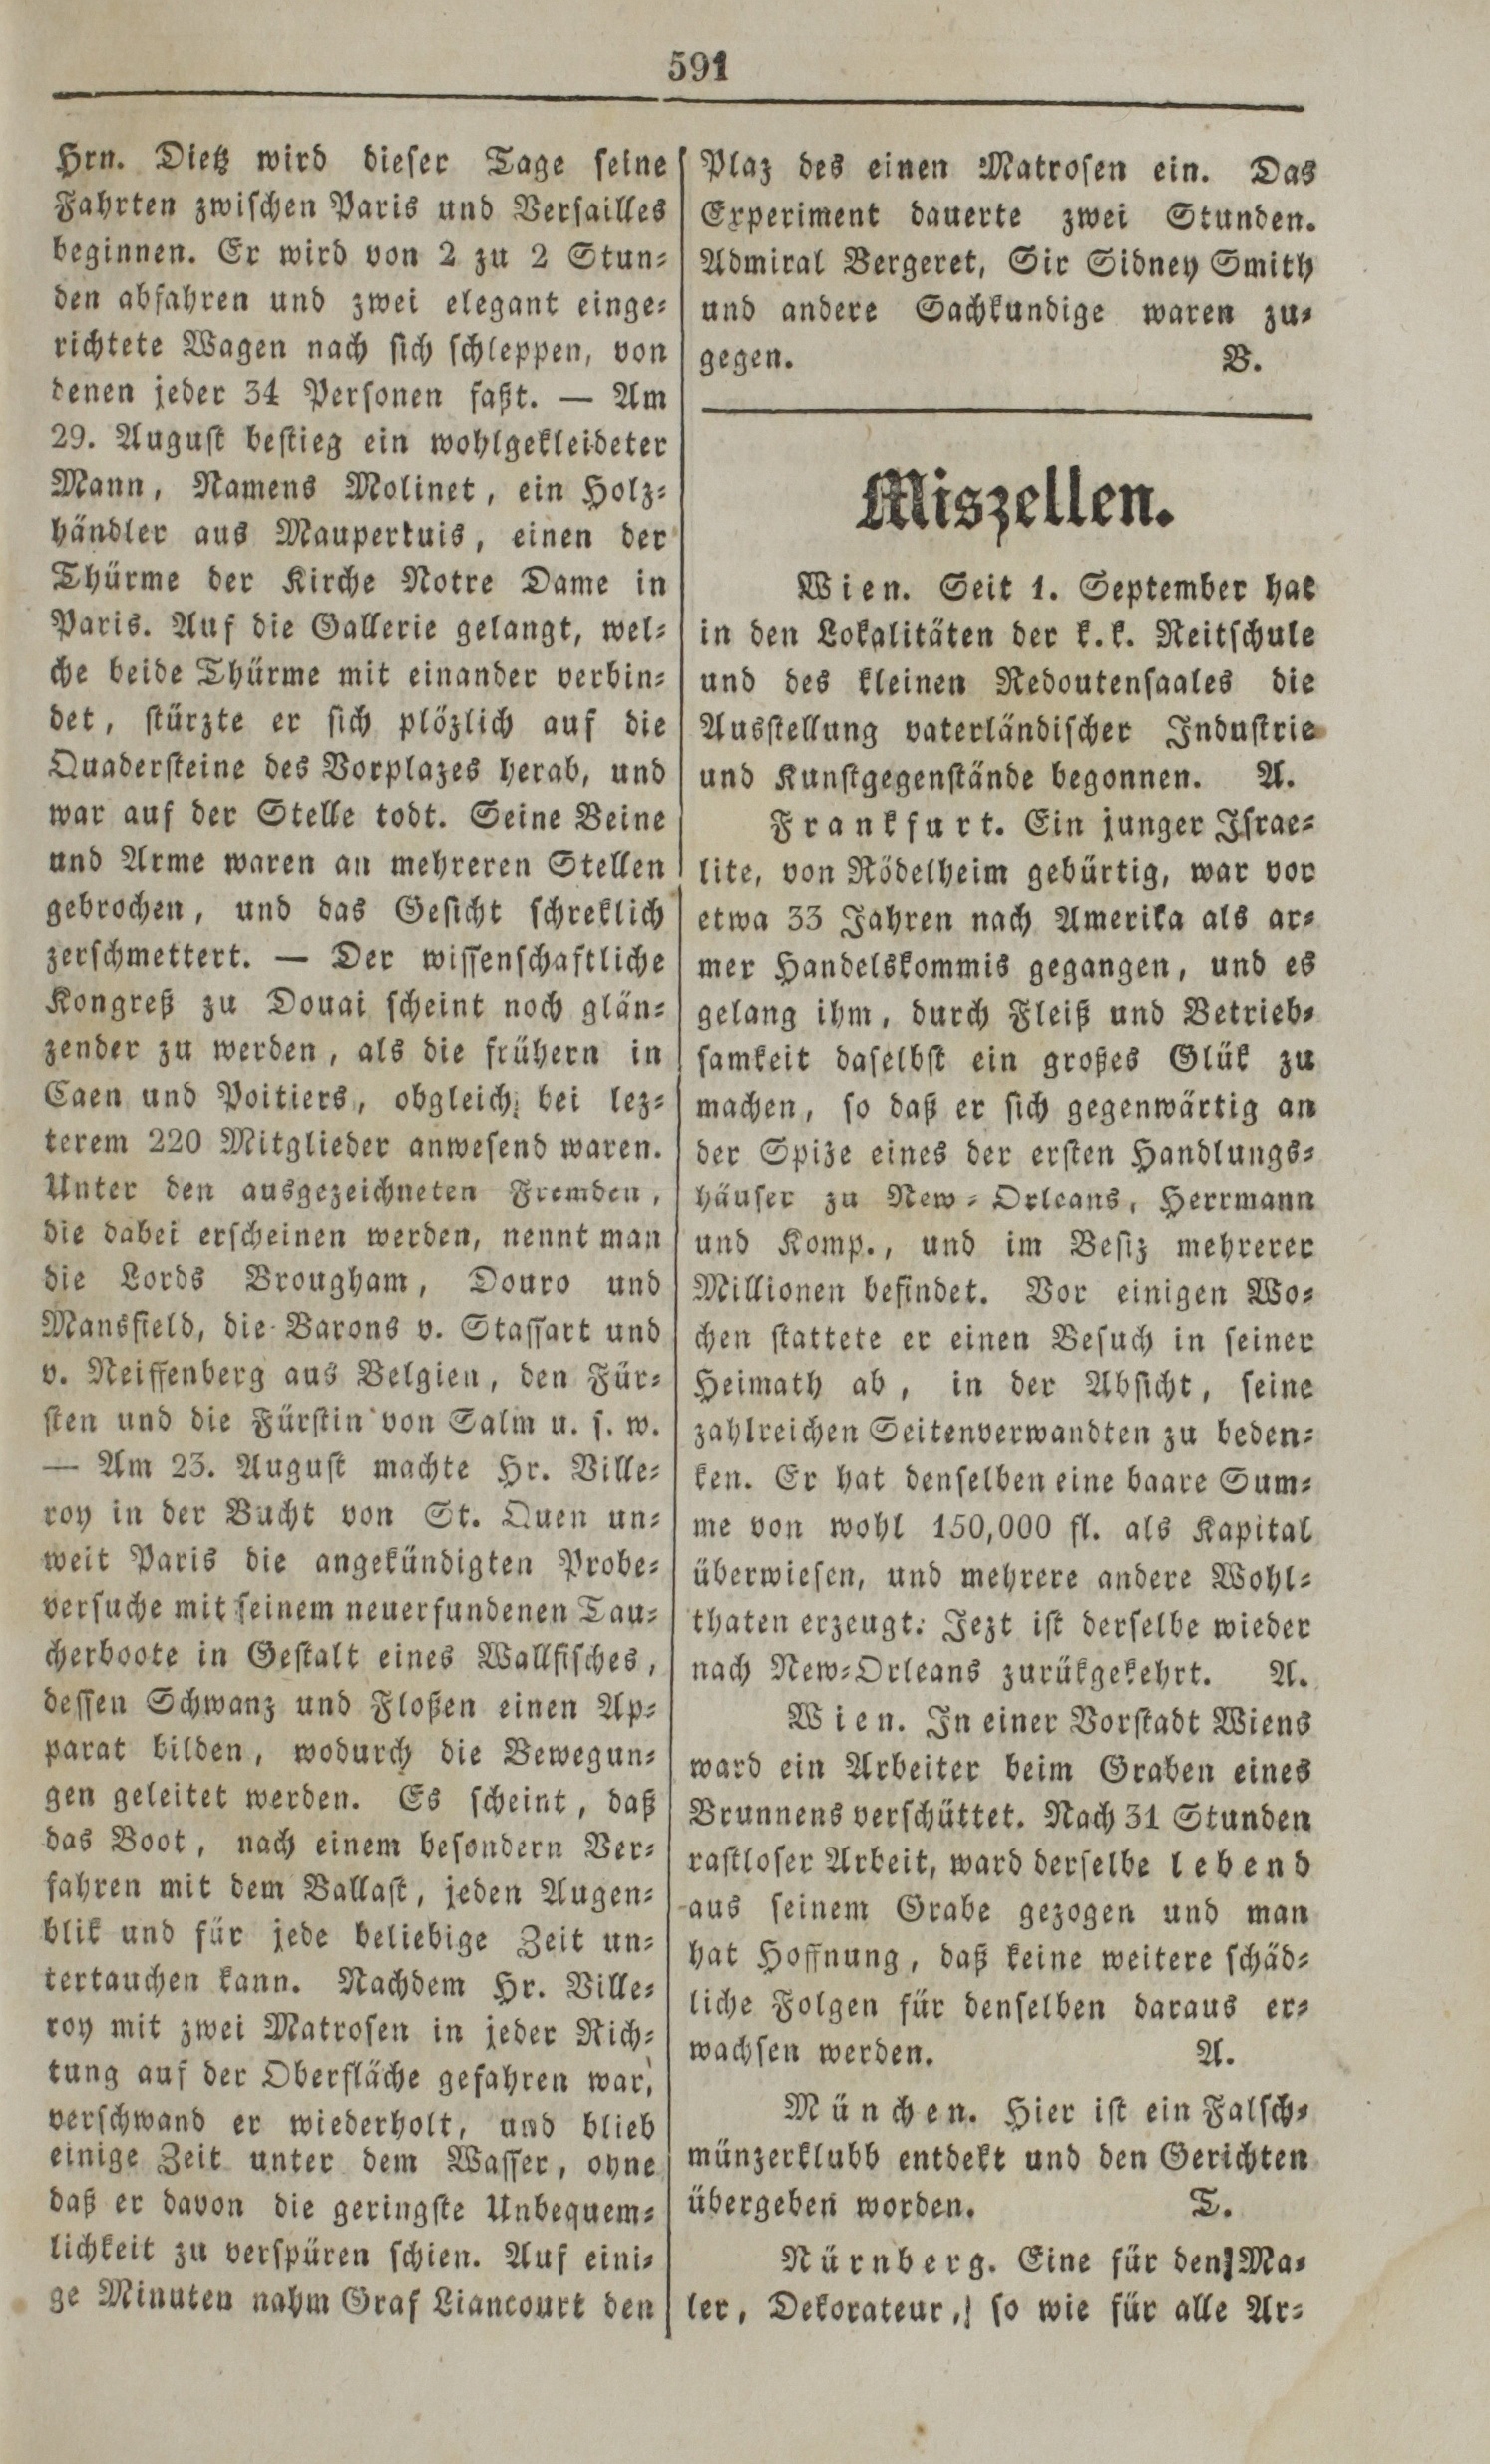 591
Hrn. Dietz wird dieser Tage seine
Fahrten zwischen Paris und Versailles
beginnen. Er wird von 2 zu 2 Stun-
den abfahren und zwei elegant einge-
richtete Wagen nach sich schleppen, von
denen jeder 34 Personen faßt. — Am
29. August bestieg ein wohlgekleideter
Mann, Namens Molinet, ein Holz-
händler aus Maupertuis, einen der
Thürme der Kirche Notre Dame in
Paris. Auf die Gallerie gelangt, wel-
che beide Thürme mit einander verbin-
det, stürzte er sich plözlich auf die
Quadersteine des Vorplazes herab, und
war auf der Stelle todt. Seine Beine
und Arme waren an mehreren Stellen
gebrochen, und das Gesicht schreklich
zerschmettert. — Der wissenschaftliche
Kongreß zu Douai scheint noch glän-
zender zu werden, als die frühern in
Caen und Poitiers, obgleich bei lez-
terem 220 Mitglieder anwesend waren.
Unter den ausgezeichneten Fremden,
die dabei erscheinen werden, nennt man
die Lords Brougham, Douro und
Mansfield, die Barons v. Stassart und
v. Reiffenberg aus Belgien, den Für-
sten und die Fürstin von Salm u. s. w.
— Am 23. August machte Hr. Ville-
roy in der Bucht von St. Quen un-
weit Paris die angekündigten Probe-
versuche mit seinem neuerfundenen Tau-
cherboote in Gestalt eines Wallfisches,
dessen Schwanz und Floßen einen Ap-
parat bilden, wodurch die Bewegun-
gen geleitet werden. Es scheint, daß
das Boot, nach einem besondern Ver-
fahren mit dem Ballast, jeden Augen-
blik und für jede beliebige Zeit un-
tertauchen kann. Nachdem Hr. Ville-
roy mit zwei Matrosen in jeder Rich-
tung auf der Oberfläche gefahren war,
verschwand er wiederholt, und blieb
einige Zeit unter dem Wasser, ohne
daß er davon die geringste Unbequem-
lichkeit zu verspüren schien. Auf eini-
ge Minuten nahm Graf Liancourt den
Plaz des einen Matrosen ein. Das
Experiment dauerte zwei Stunden.
Admiral Bergeret, Sir Sidney Smith
und andere Sachkundige waren zu-
gegen. B.
Miszellen.
Wien. Seit 1. September hat
in den Lokalitäten der k.k. Reitschule
und des kleinen Redoutensaales die
Ausstellung vaterländischer Industrie
und Kunstgegenstände begonnen. A.
Frankfurt. Ein junger Israe-
lite, von Rödelheim gebürtig, war vor
etwa 33 Jahren nach Amerika als ar-
mer Handelskommis gegangen, und es
gelang ihm, durch Fleiß und Betrieb-
samkeit daselbst ein großes Glük zu
machen, so daß er sich gegenwärtig an
der Spize eines der ersten Handlungs-
häuser zu New-Orleans, Herrmann
und Komp., und im Besiz mehrerer
Millionen befindet. Vor einigen Wo-
chen stattete er einen Besuch in seiner
Heimath ab, in der Absicht, seine
zahlreichen Seitenverwandten zu beden-
ken. Er hat denselben eine baare Sum-
me von wohl 150,000 fl. als Kapital
überwiesen, und mehrere andere Wohl-
thaten erzeugt. Jezt ist derselbe wieder
nach New-Orleans zurükgekehrt. A.
Wien. In einer Vorstadt Wiens
ward ein Arbeiter beim Graben eines
Brunnens verschüttet. Nach 31 Stunden
rastloser Arbeit, ward derselbe lebend
aus seinem Grabe gezogen und man
hat Hoffnung, daß keine weitere schäd-
liche Folgen für denselben daraus er-
wachsen werden. A.
München. Hier ist ein Falsch-
münzerklubb entdekt und den Gerichten
übergeben worden. T.
Nürnberg. Eine für den Ma-
ler, Dekorateur, so wie für alle Ar-